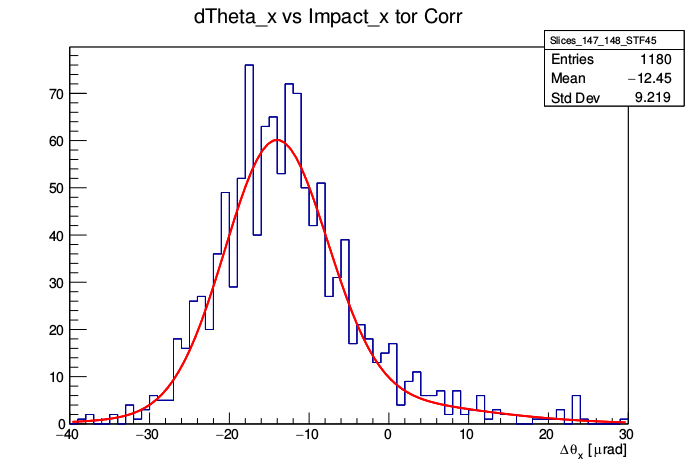 dTheta_x vs Impact_x tor Corr
Slices_147_148_STF45
Entries 1180
Mean −12.45
Std Dev 9.219
70
60
50
40
30
20
10
0
−40 −30 −20 −10 0 10 20 30
Δθx [μrad]